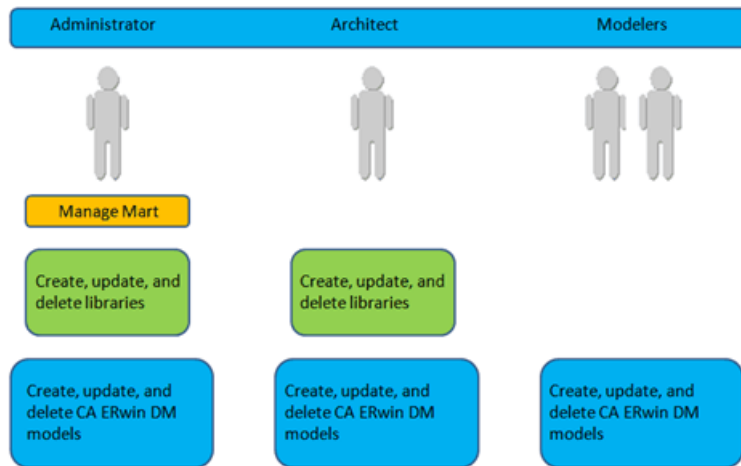 Administrator
Architect
Modelers
Manage Mart
Create, update, and
delete libraries
Create, update, and
delete libraries
Create, update, and
delete CA ERwin DM
models
Create, update, and
delete CA ERwin DM
models
Create, update, and
delete CA ERwin DM
models